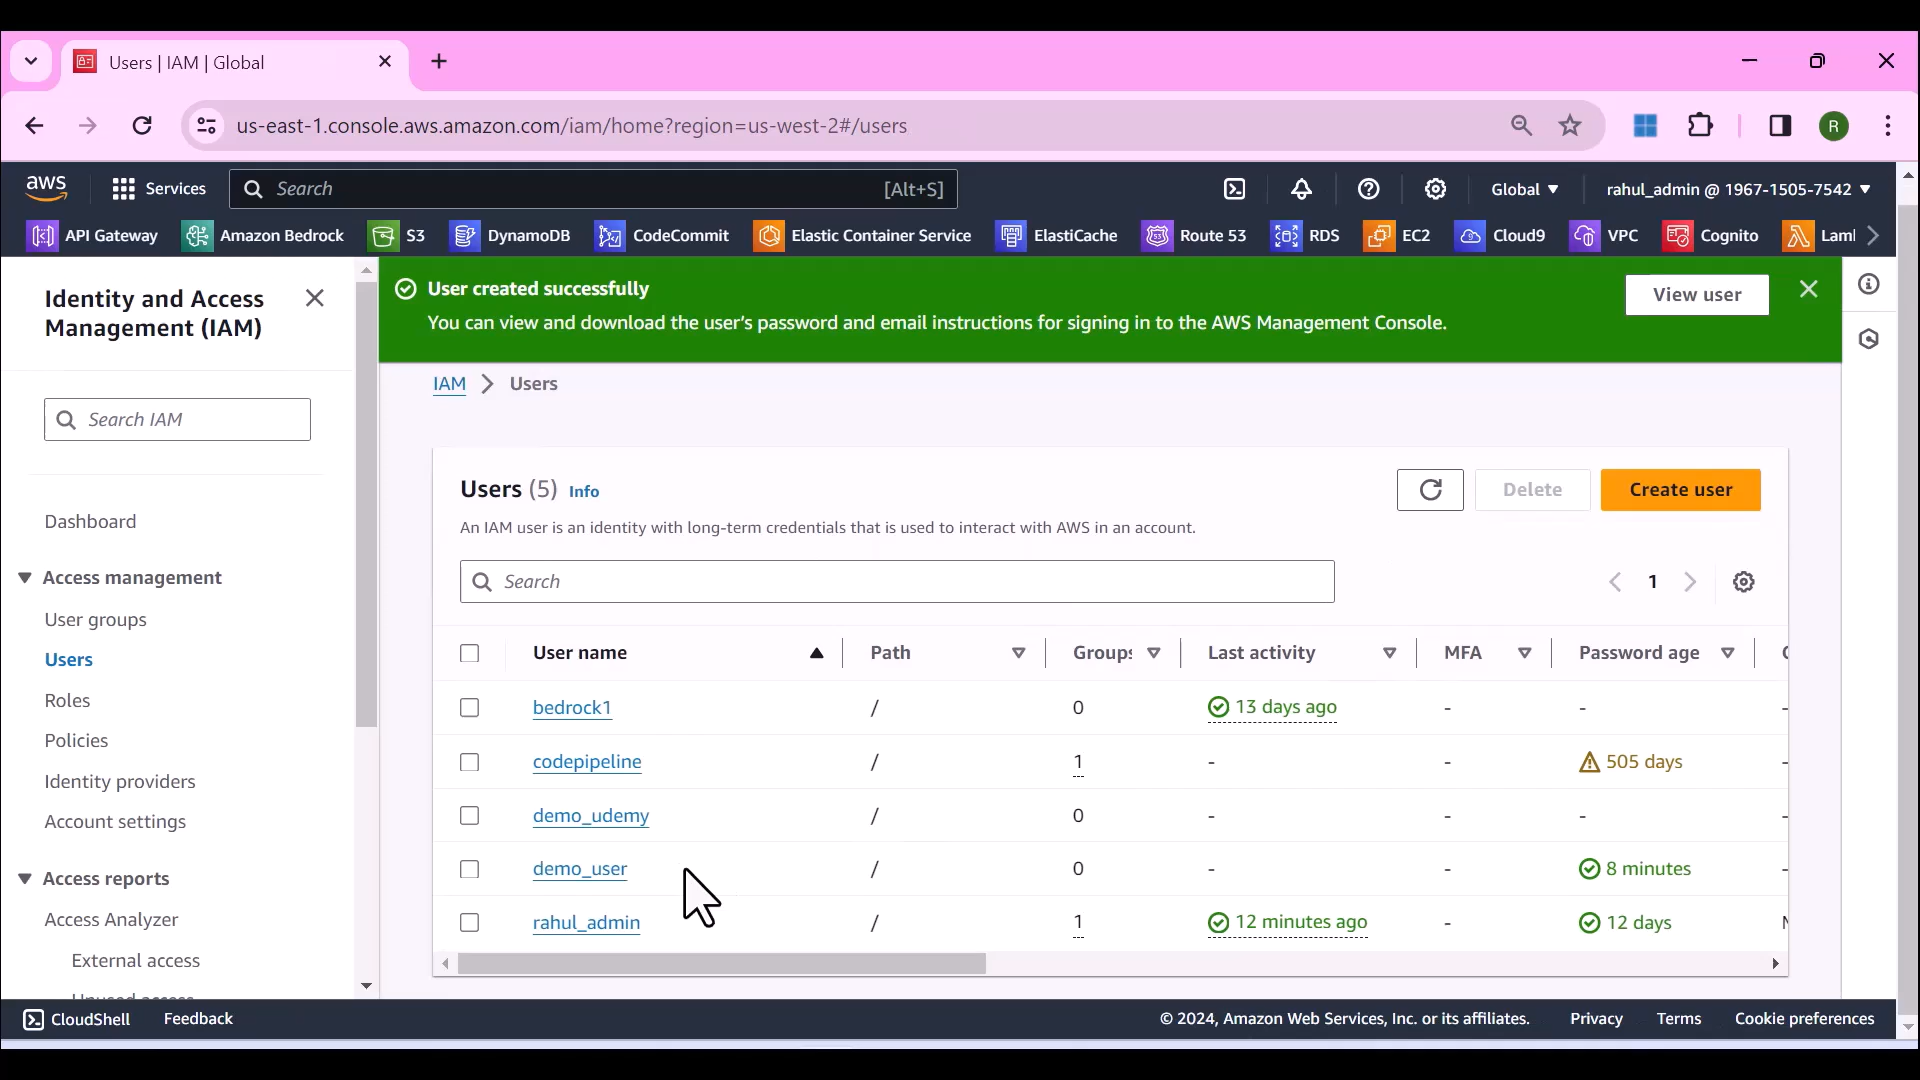 Users | IAM | Global
us-east-1.console.aws.amazon.com/iam/home?region=us-west-2#/users
R
aws
Services
Search
[Alt+S]
Global
rahul_admin @ 1967-1505-7542
API Gateway
Amazon Bedrock
S3
DynamoDB
CodeCommit
Elastic Container Service
ElastiCache
Route 53
RDS
EC2
Cloud9
VPC
Cognito
Identity and Access
Management (IAM)
Search IAM
Dashboard
Access management
User groups
Users
Roles
Policies
Identity providers
Account settings
Access reports
Access Analyzer
External access
User created successfully
You can view and download the user's password and email instructions for signing in to the AWS Management Console.
View user
IAM > Users
Users (5) Info
Delete
Create user
An IAM user is an identity with long-term credentials that is used to interact with AWS in an account.
Search
1
User name Path Groups Last activity MFA Password age
bedrock1 / 0 13 days ago - -
codepipeline / 1 - - 505 days
demo_udemy / 0 - - -
demo_user / 0 - - 8 minutes
rahul_admin / 1 12 minutes ago - 12 days
CloudShell
Feedback
© 2024, Amazon Web Services, Inc. or its affiliates.
Privacy
Terms
Cookie preferences